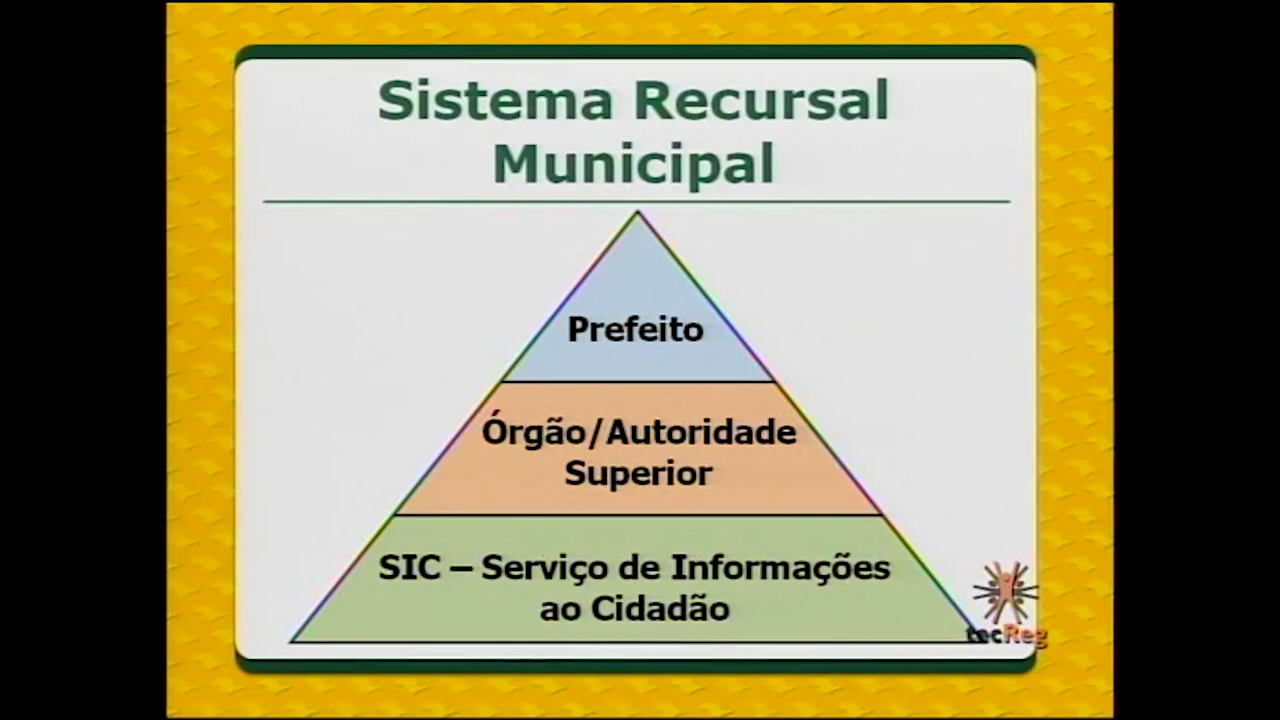 Sistema Recursal
Municipal
Prefeito
Órgão/Autoridade
Superior
SIC – Serviço de Informações
ao Cidadão
tecReg